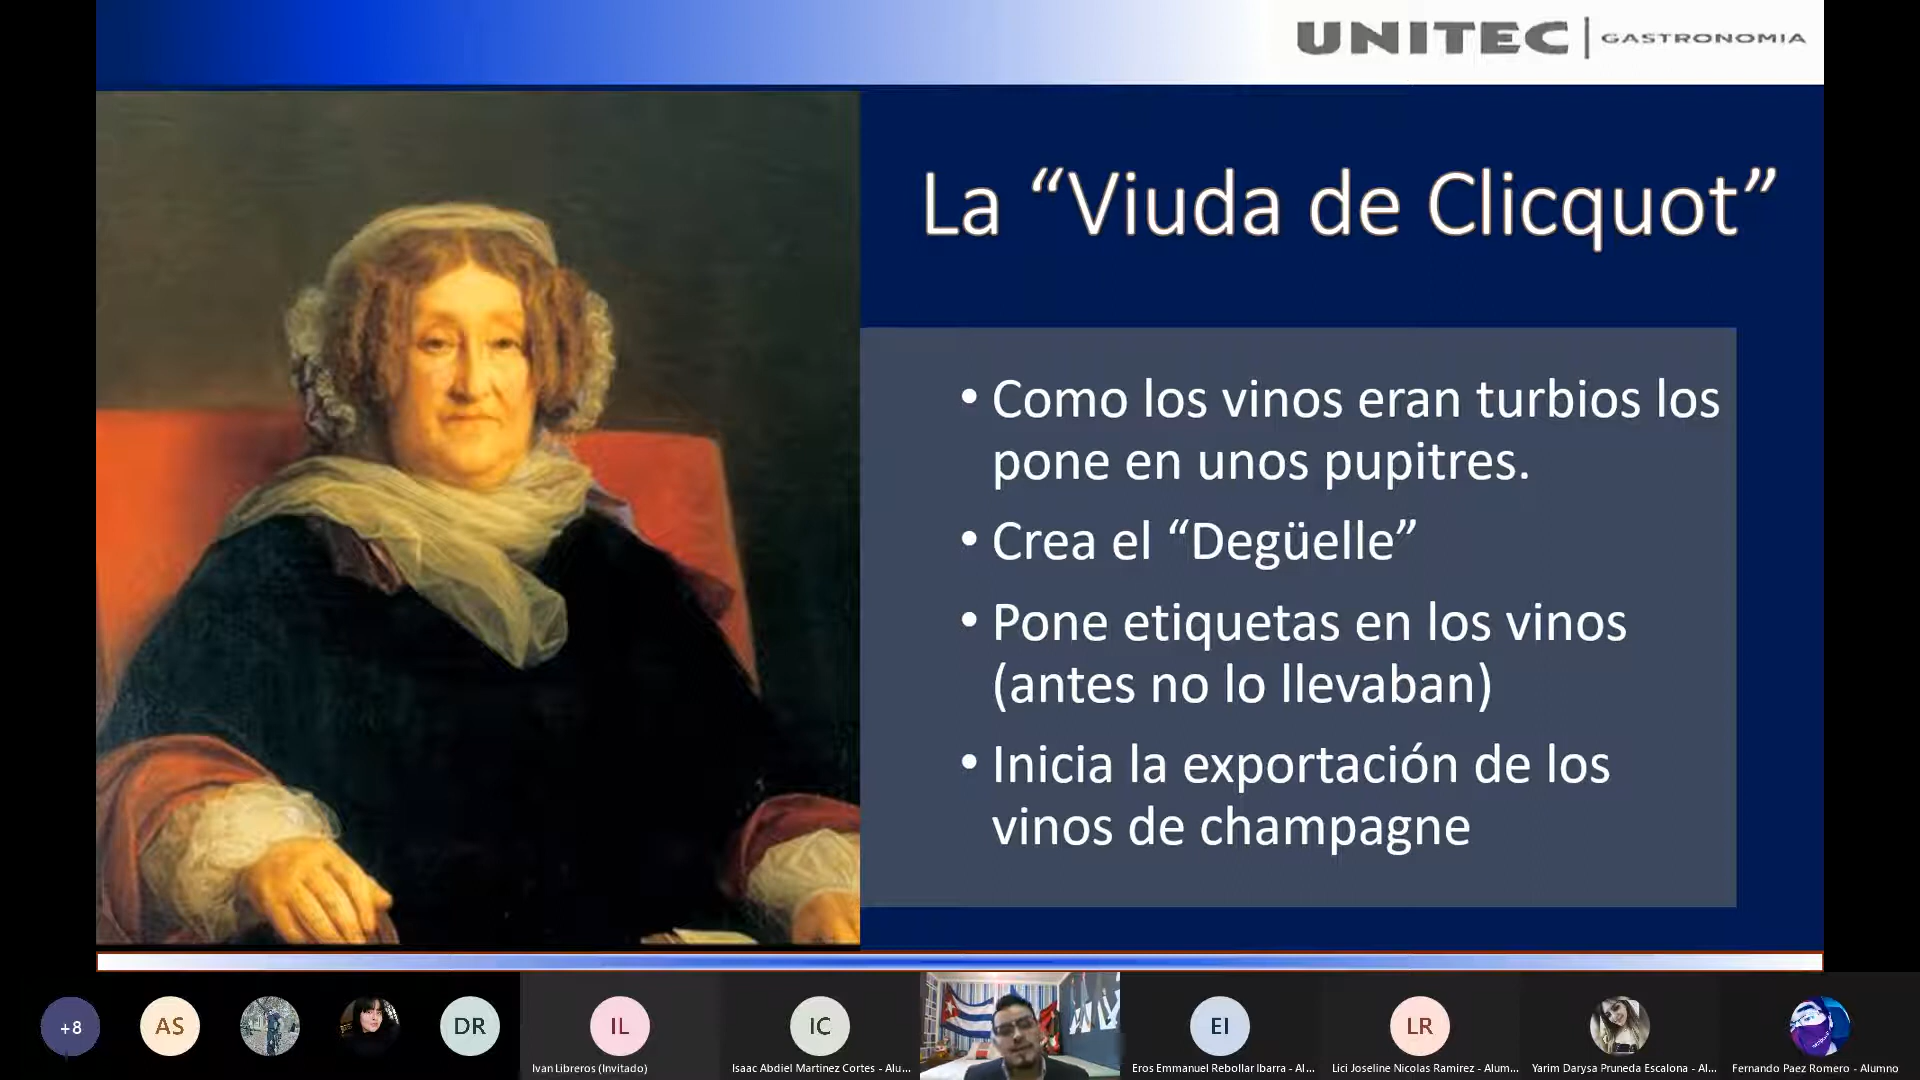 UNITEC | GASTRONOMIA
La “Viuda de Clicquot”
• Como los vinos eran turbios los
pone en unos pupitres.
• Crea el “Degüelle”
• Pone etiquetas en los vinos
(antes no lo llevaban)
• Inicia la exportación de los
vinos de champagne
+8
AS
DR
IL
IC
EI
LR
Ivan Libreros (Invitado)
Isaac Abdiel Martinez Cortes - Alu...
Eros Emmanuel Rebollar Ibarra - Al...
Lici Joseline Nicolas Ramirez - Alum...
Yarim Darysa Pruneda Escalona - Al...
Fernando Paez Romero - Alumno